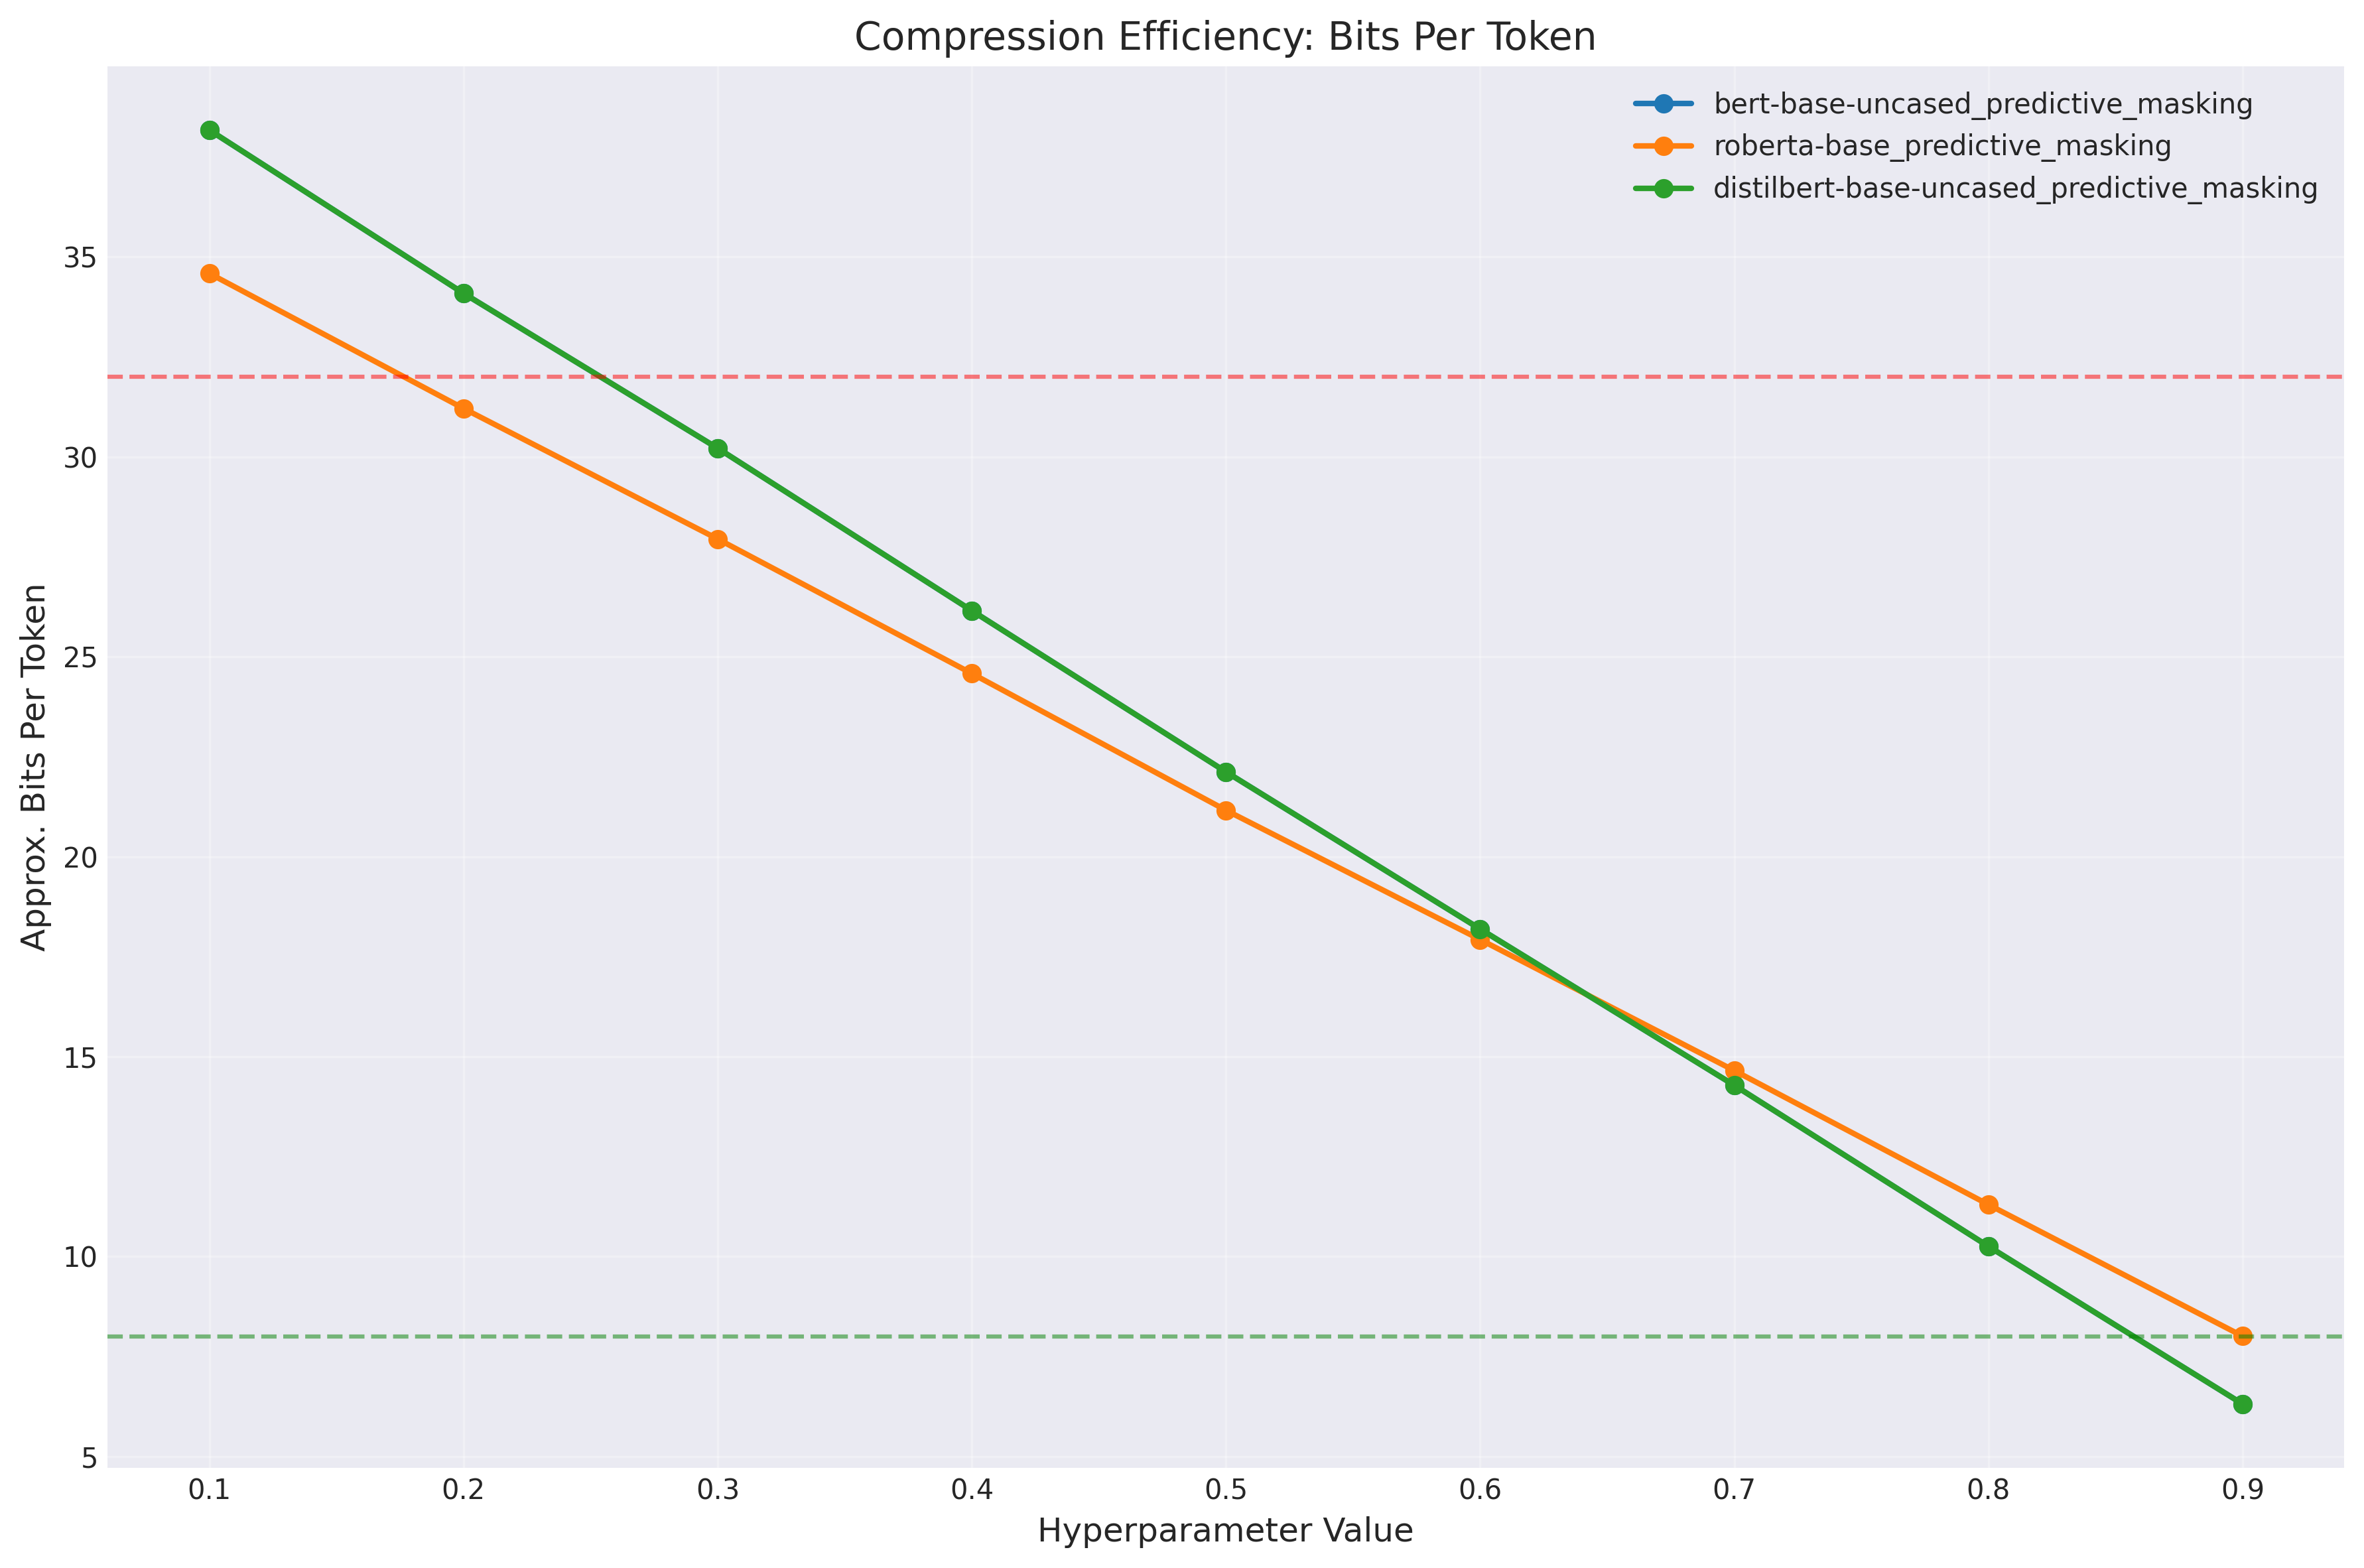 Compression Efficiency: Bits Per Token
bert-base-uncased_predictive_masking
roberta-base_predictive_masking
distilbert-base-uncased_predictive_masking
Approx. Bits Per Token
35
30
25
20
15
10
5
0.1 0.2 0.3 0.4 0.5 0.6 0.7 0.8 0.9
Hyperparameter Value